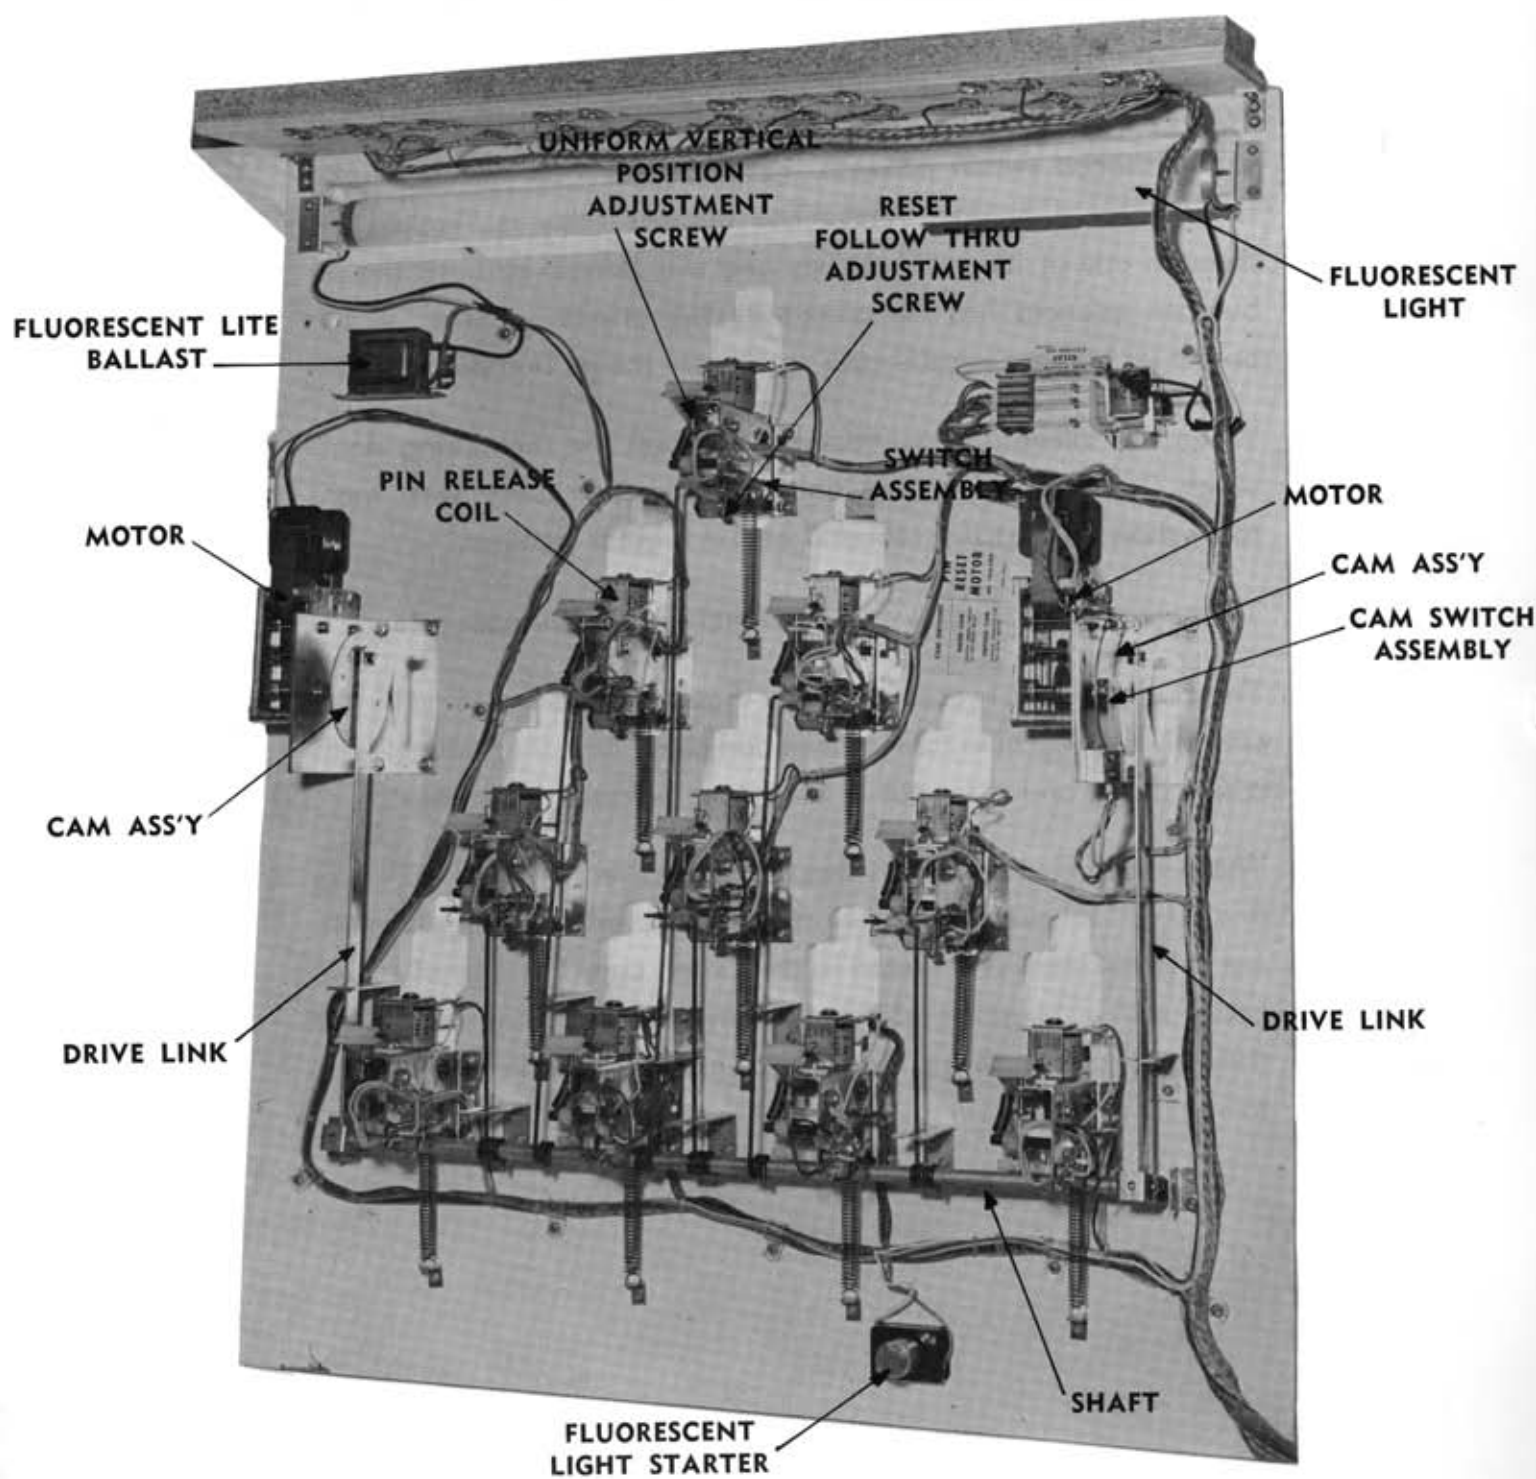 UNIFORM VERTICAL
POSITION
ADJUSTMENT
SCREW
RESET
FOLLOW THRU
ADJUSTMENT
SCREW
FLUORESCENT
LIGHT
FLUORESCENT LITE
BALLAST
PIN RELEASE
COIL
SWITCH
ASSEMBLY
MOTOR
MOTOR
PIN
RESET
MOTOR
CAM ASS'Y
CAM SWITCH
ASSEMBLY
CAM ASS'Y
DRIVE LINK
DRIVE LINK
SHAFT
FLUORESCENT
LIGHT STARTER